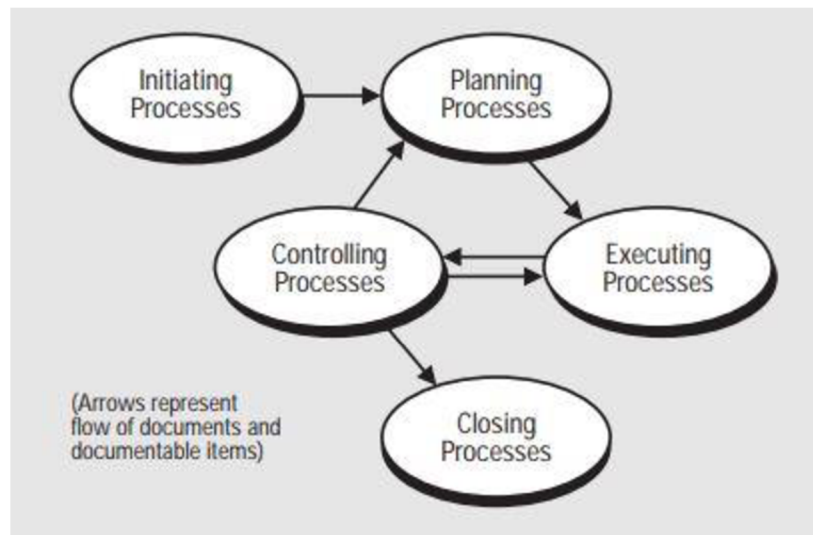 Initiating
Processes
Planning
Processes
Controlling
Processes
Executing
Processes
(Arrows represent
flow of documents and
documentable items)
Closing
Processes